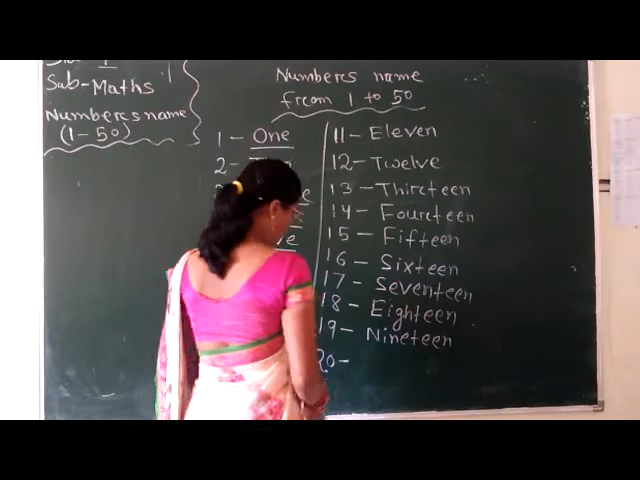 Sub-Maths
Numbers name
(1-50)
Numbers name
from 1 to 50
1 - One
2 -
11 - Eleven
12 - Twelve
13 - Thirteen
14 - Fourteen
15 - Fifteen
16 - Sixteen
17 - Seventeen
18 - Eighteen
19 - Nineteen
20 -